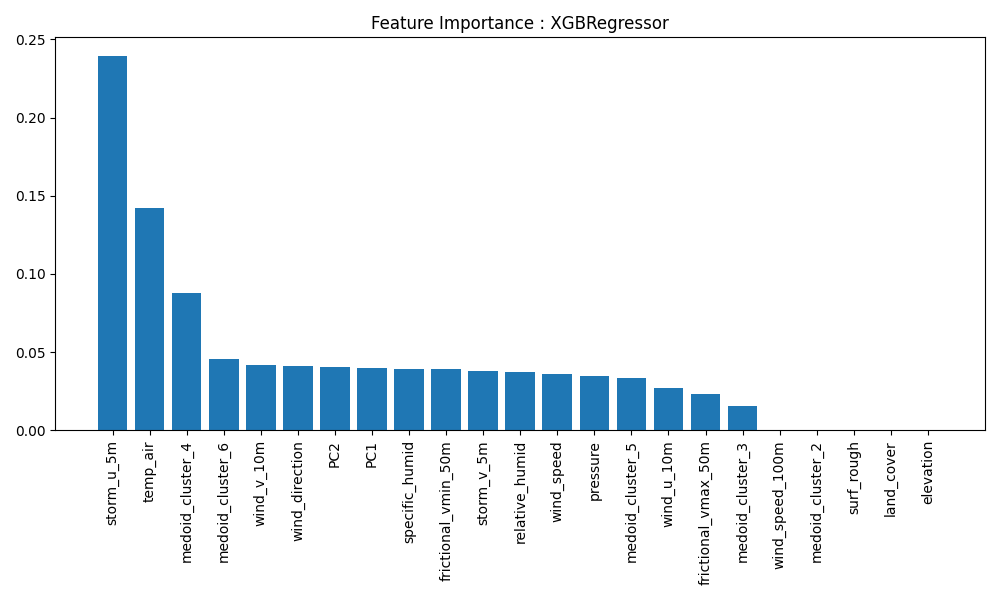 Feature Importance : XGBRegressor
0.25
0.20
0.15
0.10
0.05
0.00
storm_u_5m
temp_air
medoid_cluster_4
medoid_cluster_6
wind_v_10m
wind_direction
PC2
PC1
specific_humid
frictional_vmin_50m
storm_v_5m
relative_humid
wind_speed
pressure
medoid_cluster_5
wind_u_10m
frictional_vmax_50m
medoid_cluster_3
wind_speed_100m
medoid_cluster_2
surf_rough
land_cover
elevation